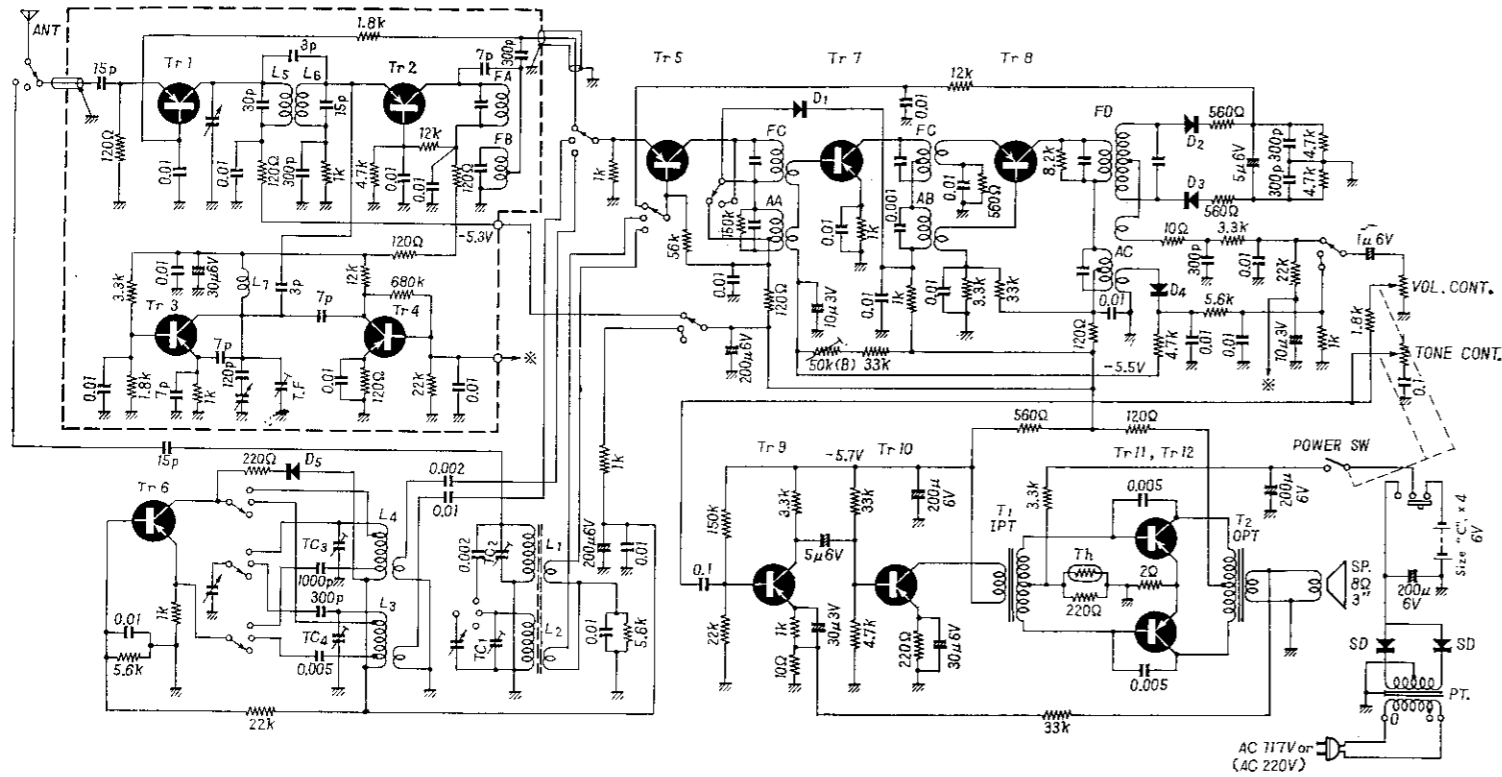 ANT
15p
Tr 1
120Ω
0.01
0.01
1.8k
3p
L5
L6
30p
15p
120Ω
300p
1k
Tr 2
7p
300p
FA
FB
12k
4.7k
0.01
0.01
120Ω
-5.3V
120Ω
3.3k
0.01
30μ6V
L7
3p
12k
680k
Tr 3
7p
Tr 4
7p
120p
0.01
1.8k
7p
1k
T.F
0.01
120Ω
22k
0.01
※
Tr 5
Tr 7
Tr 8
12k
D1
0.01
FC
FC
FD
1k
56k
150k
AA
0.01
120Ω
0.01
1k
0.001
AB
0.01
560Ω
8.2k
560Ω
D2
D3
560Ω
5μ6V
300p
300p
4.7k
4.7k
10Ω
3.3k
300p
0.01
22k
1μ6V
AC
D4
0.01
5.6k
4.7k
0.01
0.01
10μ3V
1k
※
1.8k
VOL. CONT.
TONE CONT.
0.1
10μ3V
0.01
1k
0.01
3.3k
33k
120Ω
200μ6V
50k(B)
33k
-5.5V
15p
220Ω
D5
Tr 6
0.002
0.01
L4
TC3
1000p
300p
L3
TC4
0.005
0.01
5.6k
1k
22k
0.002
TC2
L1
TC1
L2
0.01
5.6k
1k
200μ6V
0.01
560Ω
120Ω
Tr 9
-5.7V
Tr 10
Tr 11, Tr 12
POWER SW
150k
3.3k
33k
200μ
6V
T1
IPT
3.3k
0.005
T2
OPT
200μ
6V
5μ6V
0.1
22k
1k
10Ω
30μ3V
4.7k
220Ω
30μ6V
Th
220Ω
2Ω
0.005
SP.
8Ω
3"
33k
6V
Size "C" x 4
200μ
6V
SD
SD
PT.
0
AC 117V or
(AC 220V)